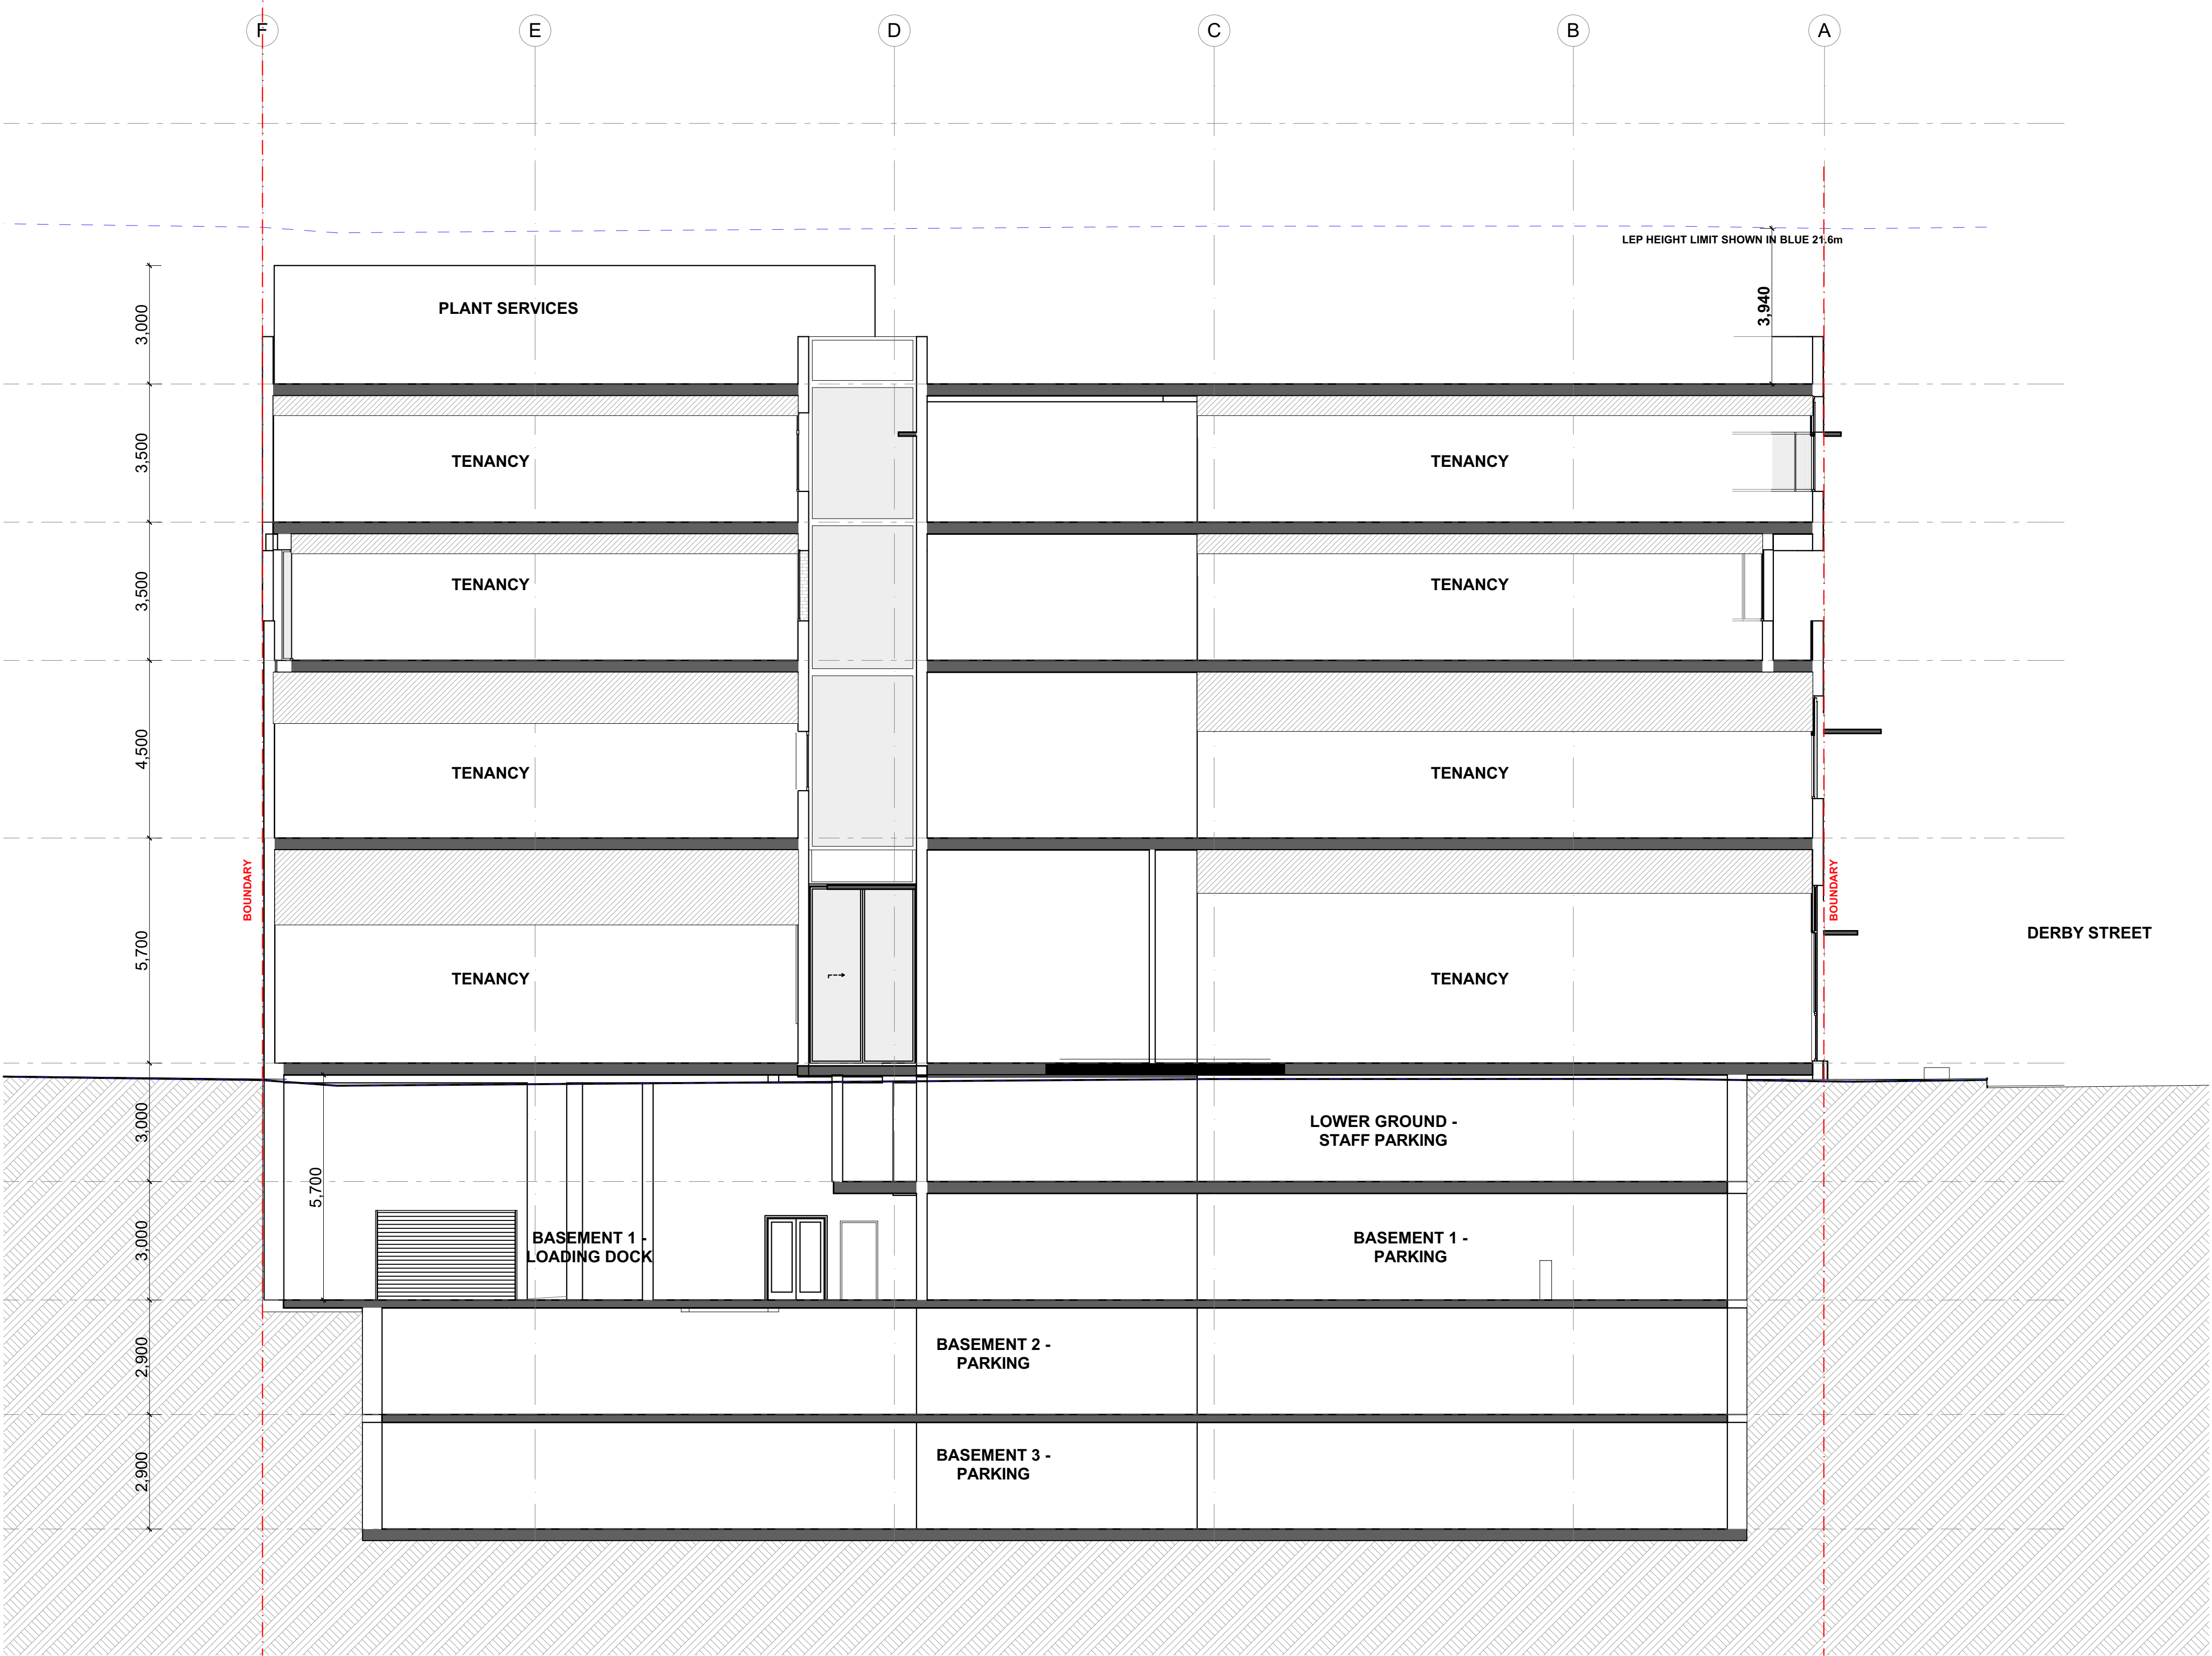 F E D C B A
LEP HEIGHT LIMIT SHOWN IN BLUE 21.6m
PLANT SERVICES
3,000
3,940
3,500
TENANCY
TENANCY
3,500
TENANCY
TENANCY
4,500
TENANCY
TENANCY
BOUNDARY
BOUNDARY
5,700
DERBY STREET
TENANCY
TENANCY
3,000
LOWER GROUND -
STAFF PARKING
5,700
3,000
BASEMENT 1 -
LOADING DOCK
BASEMENT 1 -
PARKING
2,900
BASEMENT 2 -
PARKING
2,900
BASEMENT 3 -
PARKING